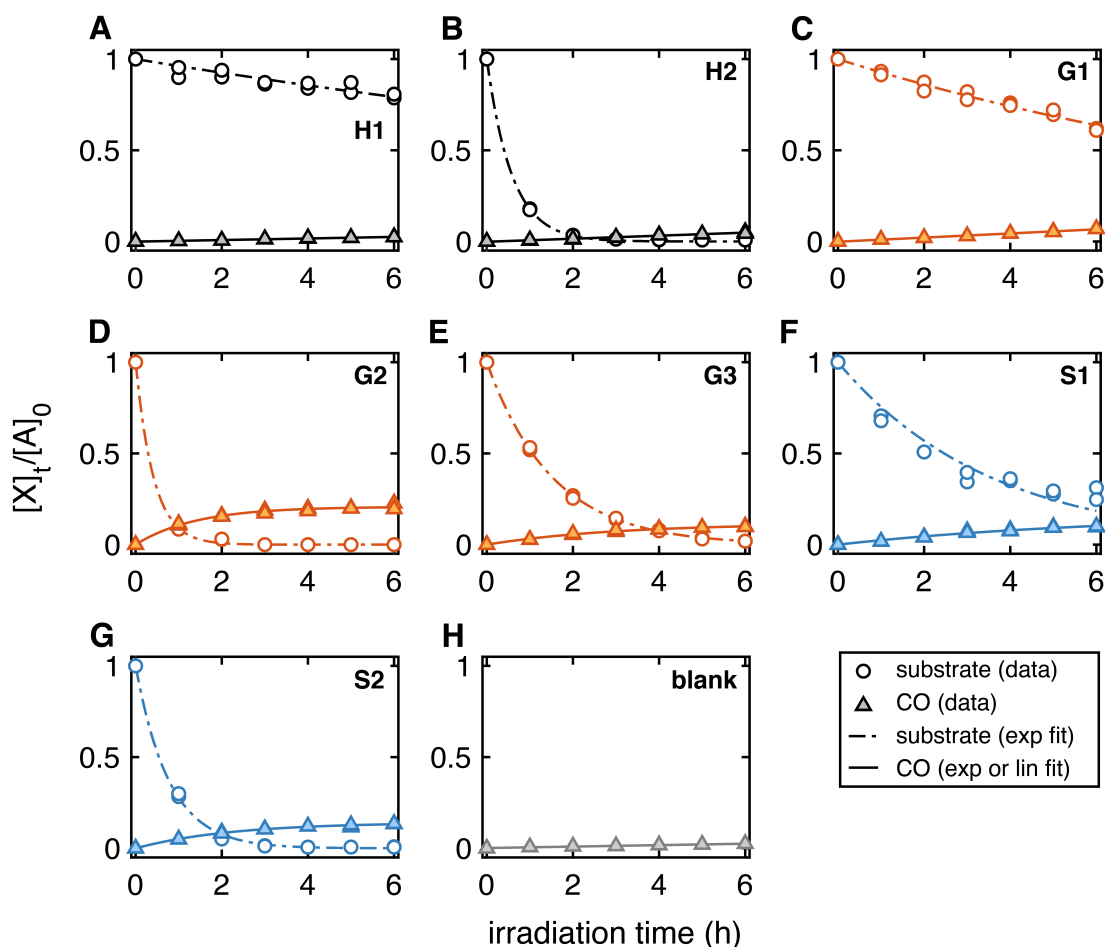 A
B
C
1
H1
0.5
0
0 2 4 6
1
H2
0.5
0
0 2 4 6
1
G1
0.5
0
0 2 4 6
D
E
F
1
G2
0.5
0
0 2 4 6
1
G3
0.5
0
0 2 4 6
1
S1
0.5
0
0 2 4 6
[X]t/[A]0
G
H
1
S2
0.5
0
0 2 4 6
1
blank
0.5
0
0 2 4 6
substrate (data)
CO (data)
substrate (exp fit)
CO (exp or lin fit)
irradiation time (h)